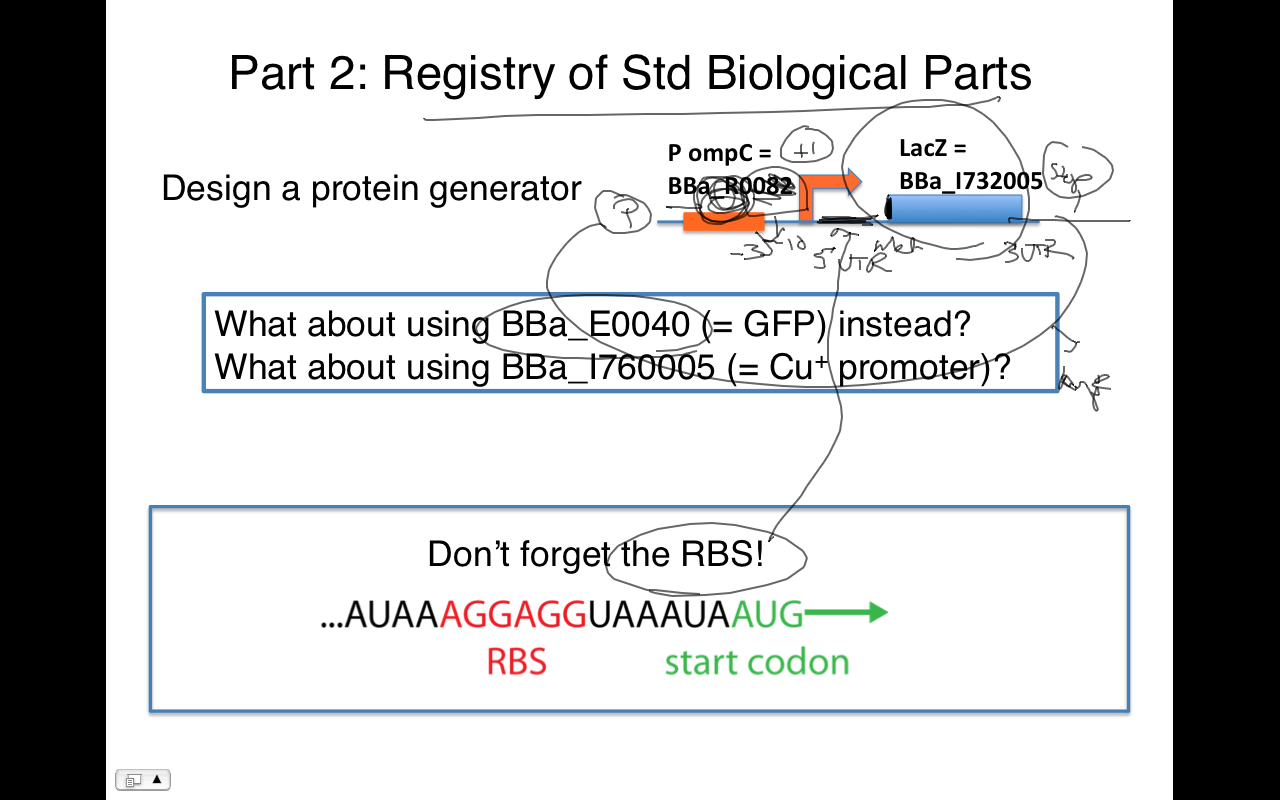 Part 2: Registry of Std Biological Parts
P ompC =
BBa_R0082
+1
LacZ =
BBa_I732005
stop
Design a protein generator
P
-35
-10
5'UTR
Met
3'UTR
What about using BBa_E0040 (= GFP) instead?
What about using BBa_I760005 (= Cu⁺ promoter)?
Don't forget the RBS!
...AUAAAGGAGGUAAAUAAUG
RBS
start codon